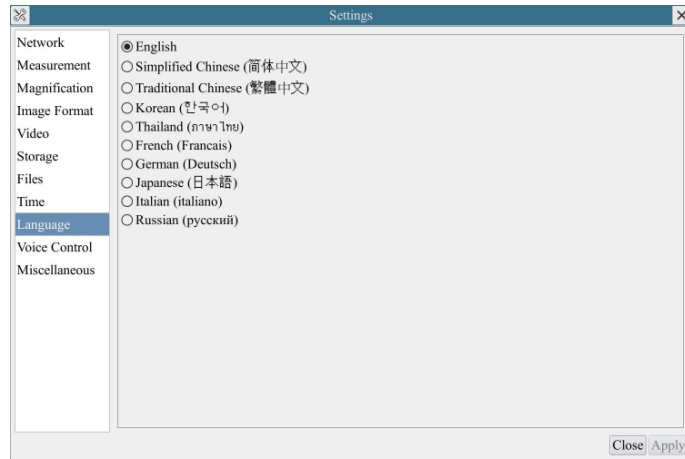 Settings
Network
Measurement
Magnification
Image Format
Video
Storage
Files
Time
Language
Voice Control
Miscellaneous
English
Simplified Chinese (简体中文)
Traditional Chinese (繁體中文)
Korean (한국어)
Thailand (ภาษาไทย)
French (Francais)
German (Deutsch)
Japanese (日本語)
Italian (italiano)
Russian (русский)
Close Apply